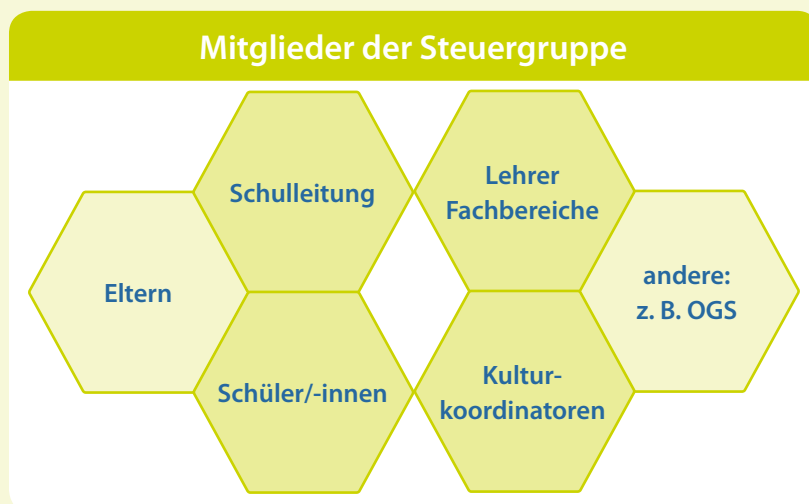 Mitglieder der Steuergruppe
Schulleitung
Lehrer
Fachbereiche
Eltern
andere:
z. B. OGS
Schüler/-innen
Kultur-
koordinatoren